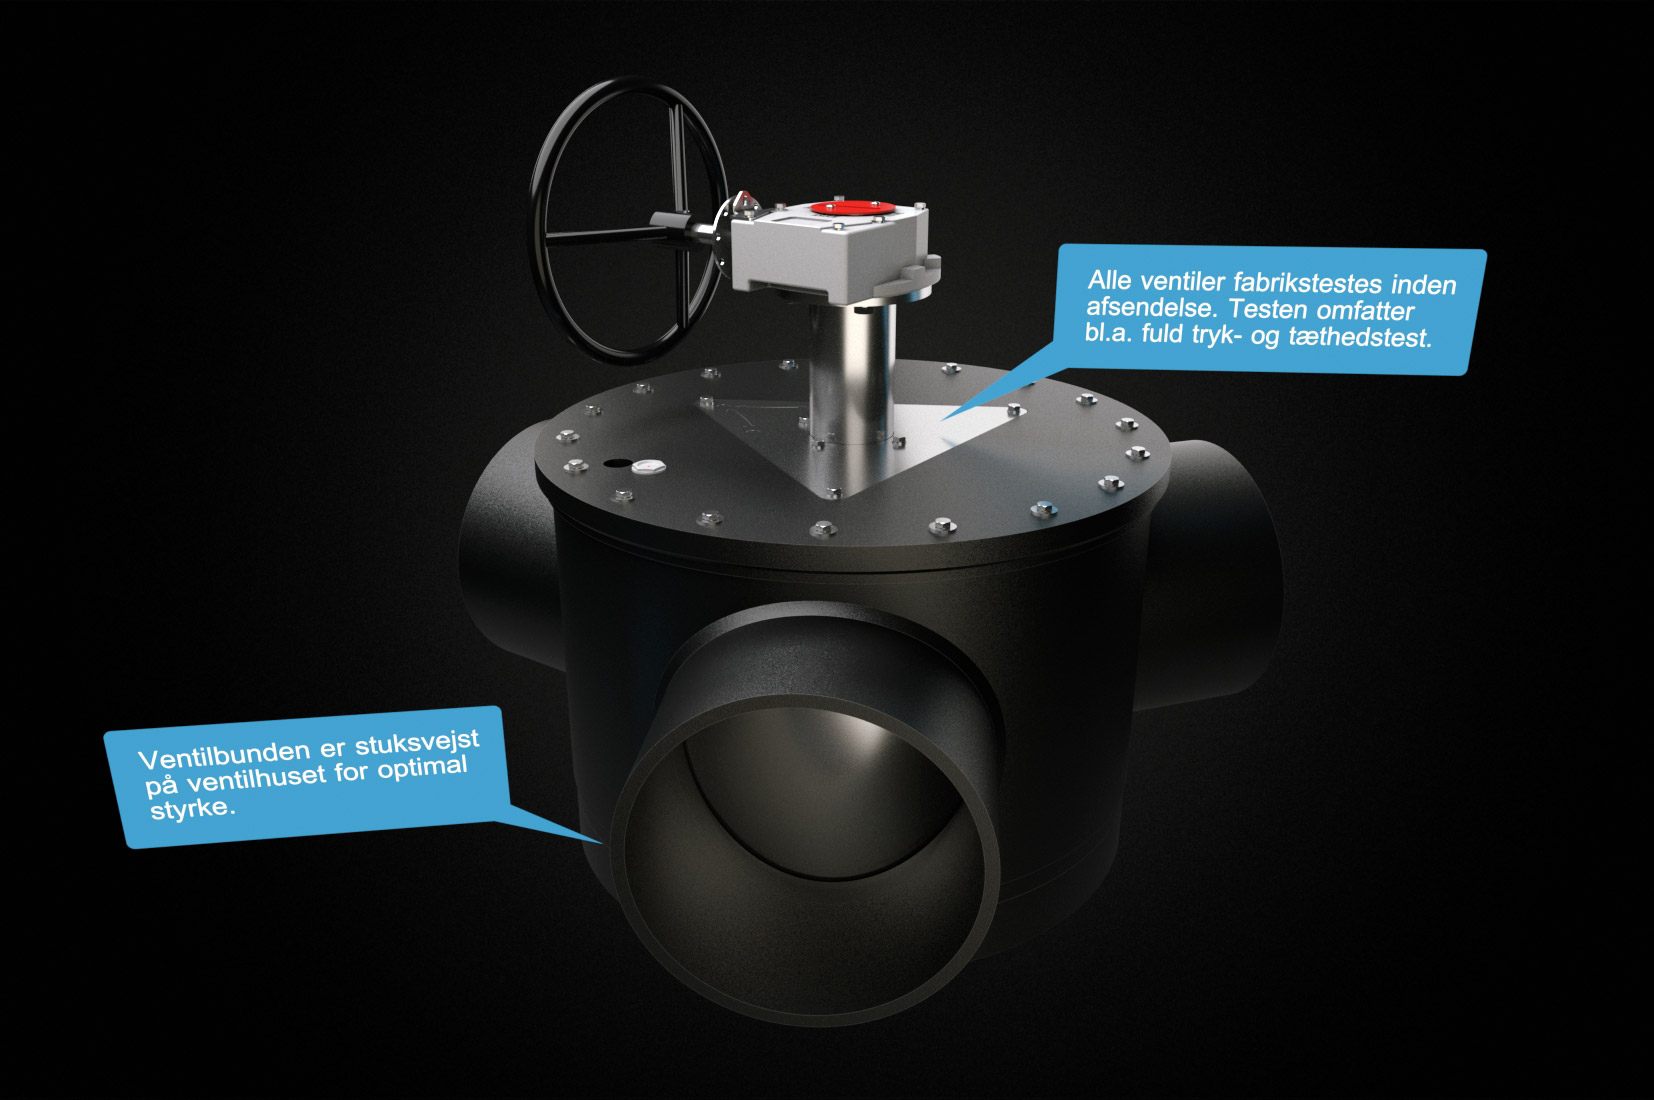 Alle ventiler fabrikstestes inden
afsendelse. Testen omfatter
bl.a. fuld tryk- og tæthedstest.
Ventilbunden er stuksvejst
på ventilhuset for optimal
styrke.